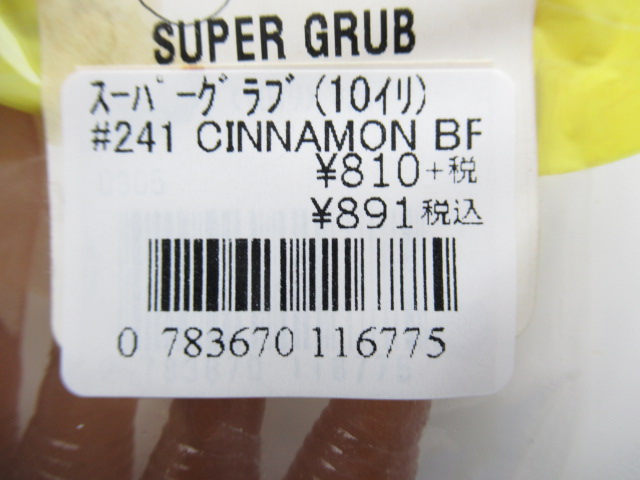 SUPER GRUB
ｽｰﾊﾟｰｸﾞﾗﾌﾞ(10ｲﾘ)
#241 CINNAMON BF
¥810+税
¥891税込
0 783670 116775